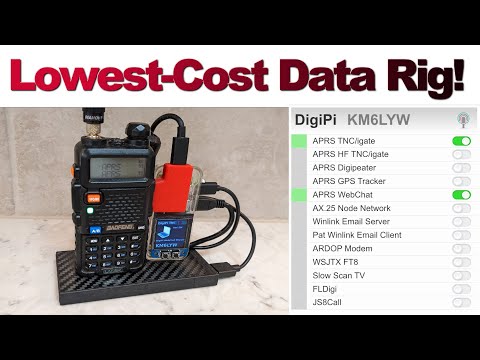 Lowest-Cost Data Rig!
NAGOYA
BAOFENG
KM6LYW
DigiPi KM6LYW
APRS TNC/igate
APRS HF TNC/igate
APRS Digipeater
APRS GPS Tracker
APRS WebChat
AX.25 Node Network
Winlink Email Server
Pat Winlink Email Client
ARDOP Modem
WSJTX FT8
Slow Scan TV
FLDigi
JS8Call